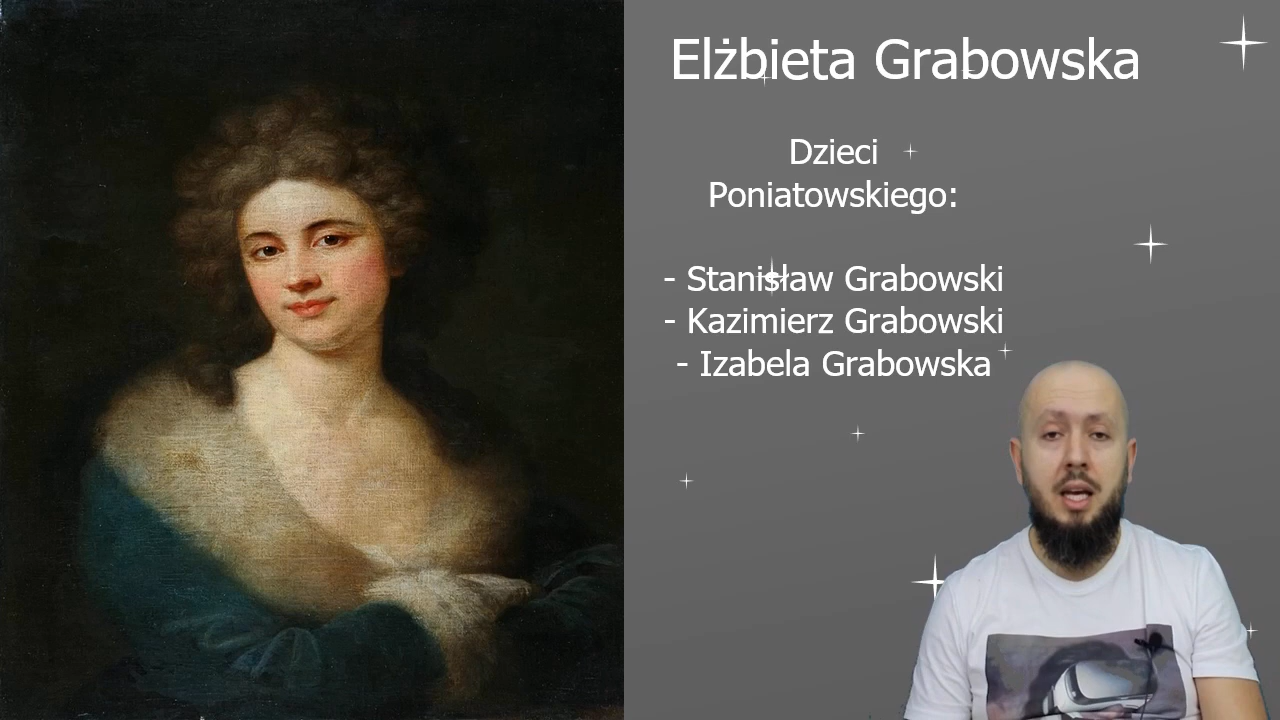 Elżbieta Grabowska
Dzieci
Poniatowskiego:
- Stanisław Grabowski
- Kazimierz Grabowski
- Izabela Grabowska